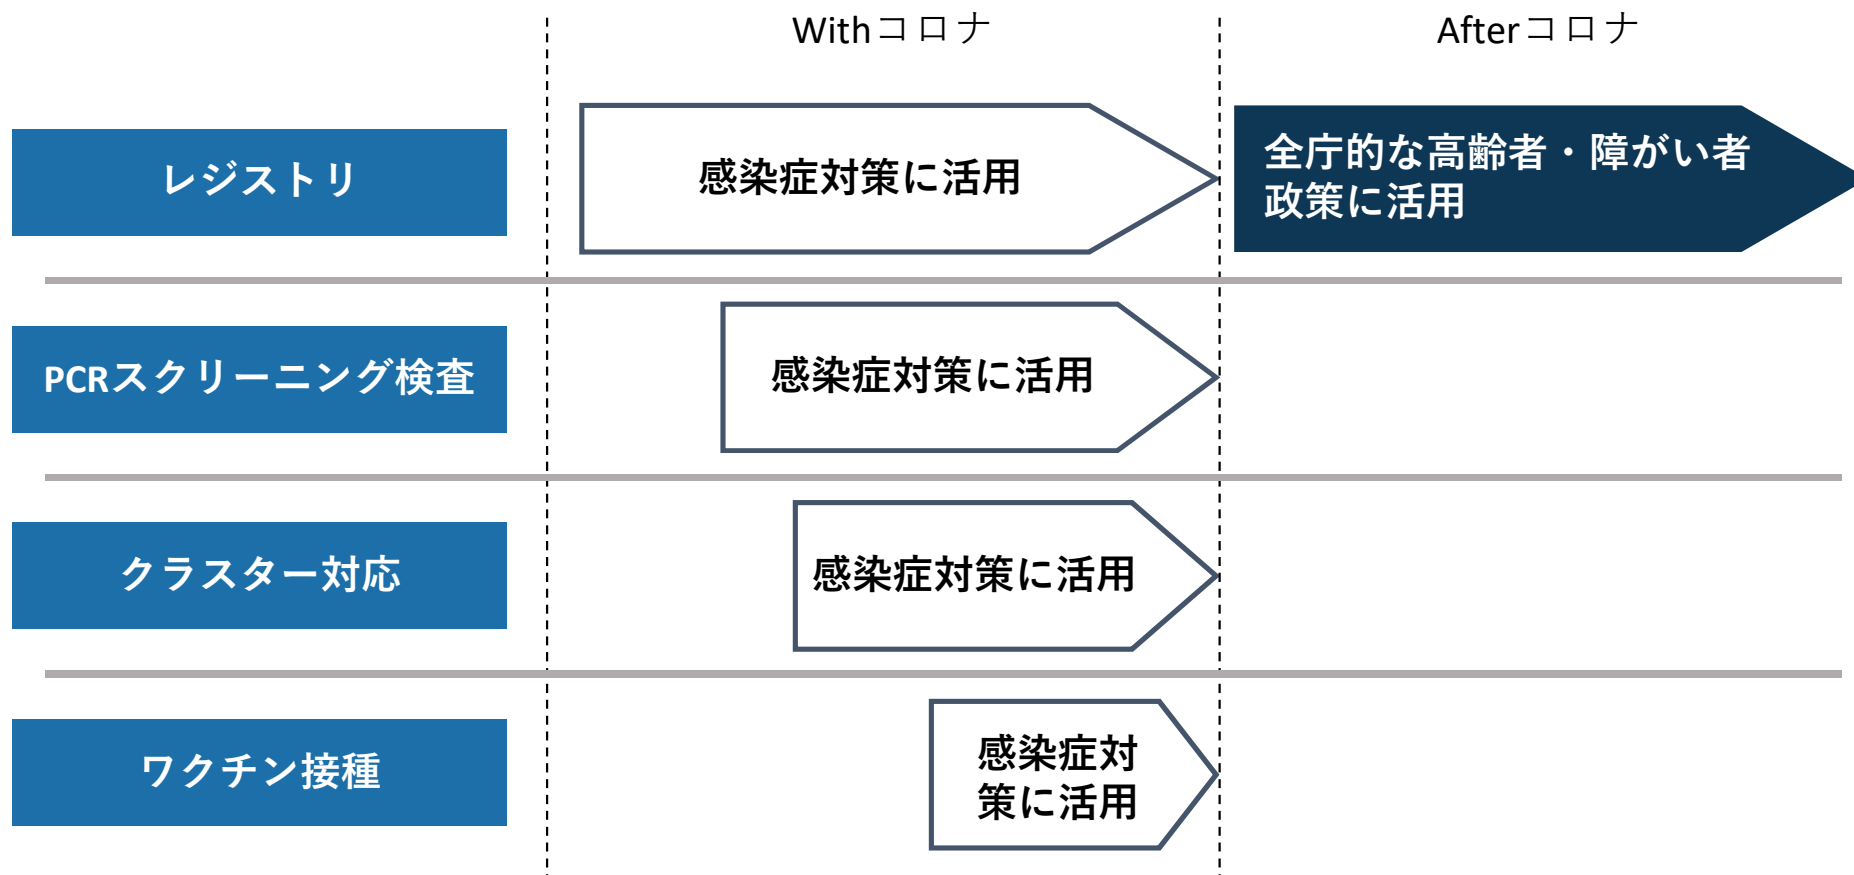 Withコロナ
Afterコロナ
レジストリ
感染症対策に活用
全庁的な高齢者・障がい者
政策に活用
PCRスクリーニング検査
感染症対策に活用
クラスター対応
感染症対策に活用
ワクチン接種
感染症対
策に活用